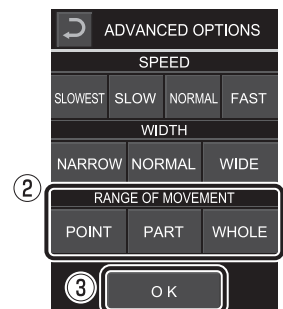 ADVANCED OPTIONS
SPEED
SLOWEST SLOW NORMAL FAST
WIDTH
NARROW NORMAL WIDE
② RANGE OF MOVEMENT
POINT PART WHOLE
③ OK